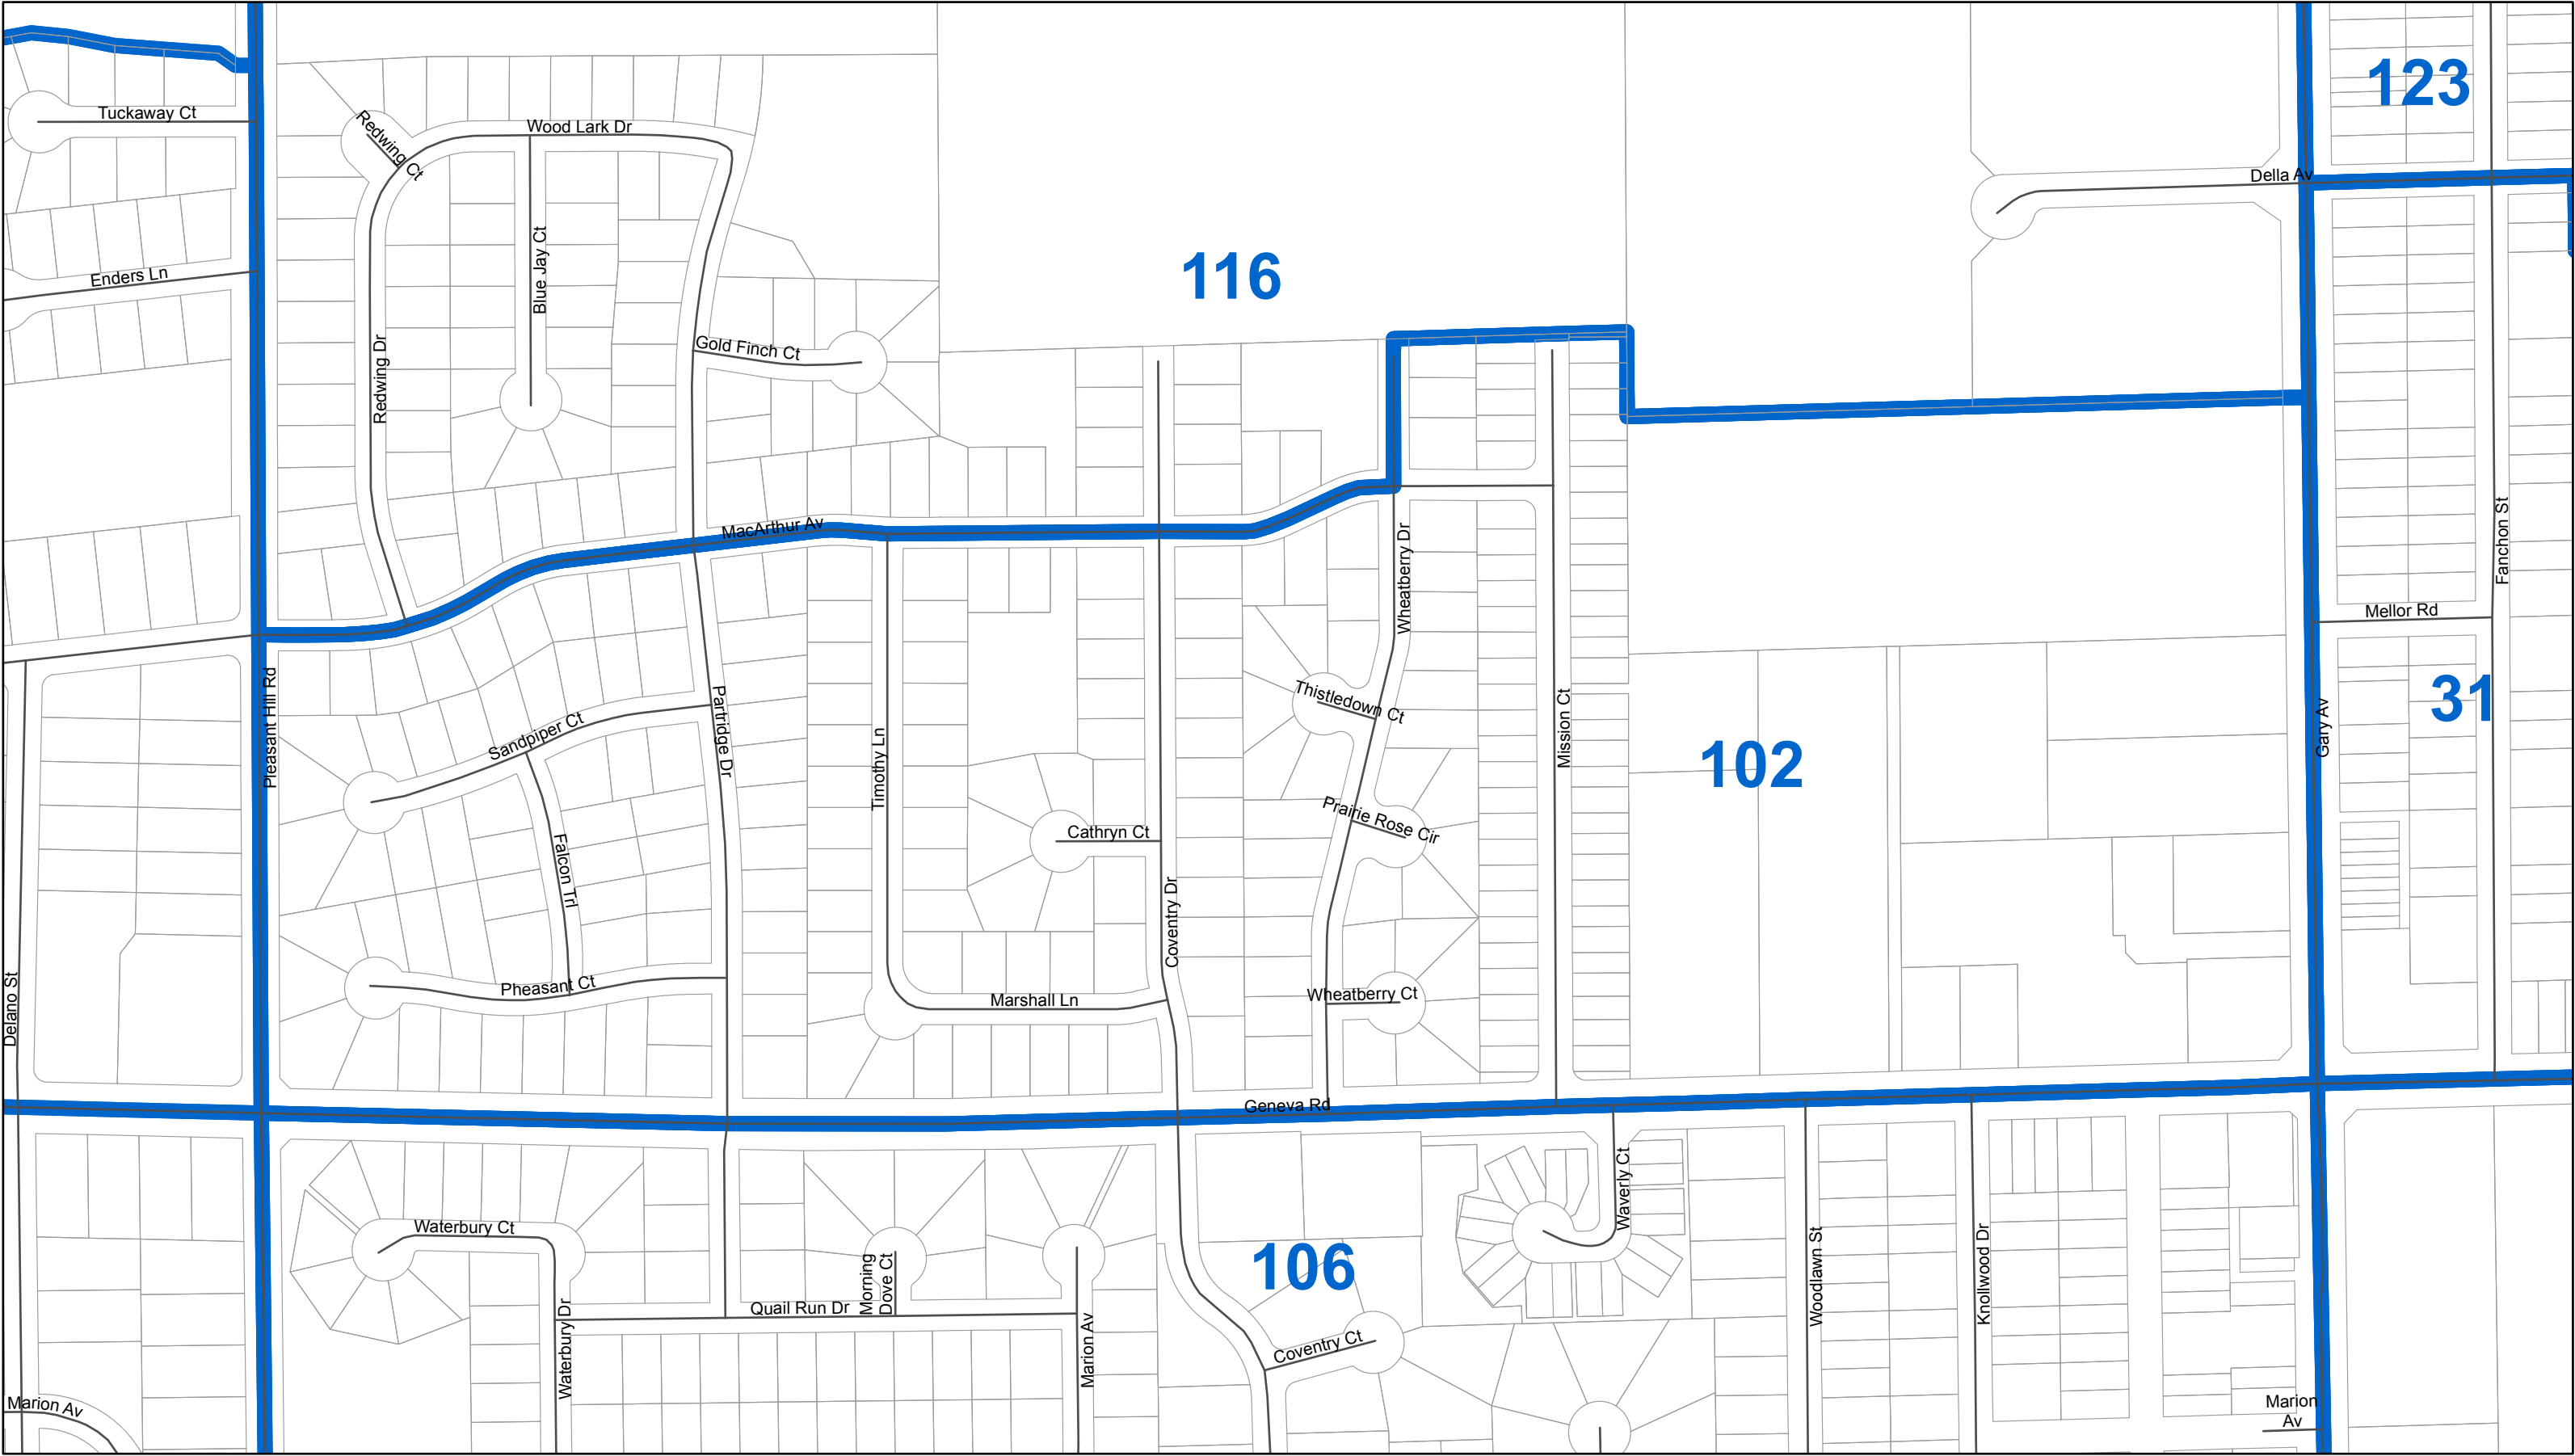 123
Tuckaway Ct
Redwing Ct
Wood Lark Dr
Della Av
Enders Ln
Blue Jay Ct
116
Redwing Dr
Gold Finch Ct
MacArthur Av
Wheatberry Dr
Fanchon St
Mellor Rd
Pleasant Hill Rd
Partridge Dr
Sandpiper Ct
Timothy Ln
Thistledown Ct
Mission Ct
102
Gary Av
31
Prairie Rose Cir
Cathryn Ct
Falcon Trl
Coventry Dr
Delano St
Pheasant Ct
Marshall Ln
Wheatberry Ct
Geneva Rd
Waterbury Ct
Morning
Dove Ct
106
Waverly Ct
Woodlawn St
Knollwood Dr
Quail Run Dr
Waterbury Dr
Marion Av
Coventry Ct
Marion Av
Marion
Av